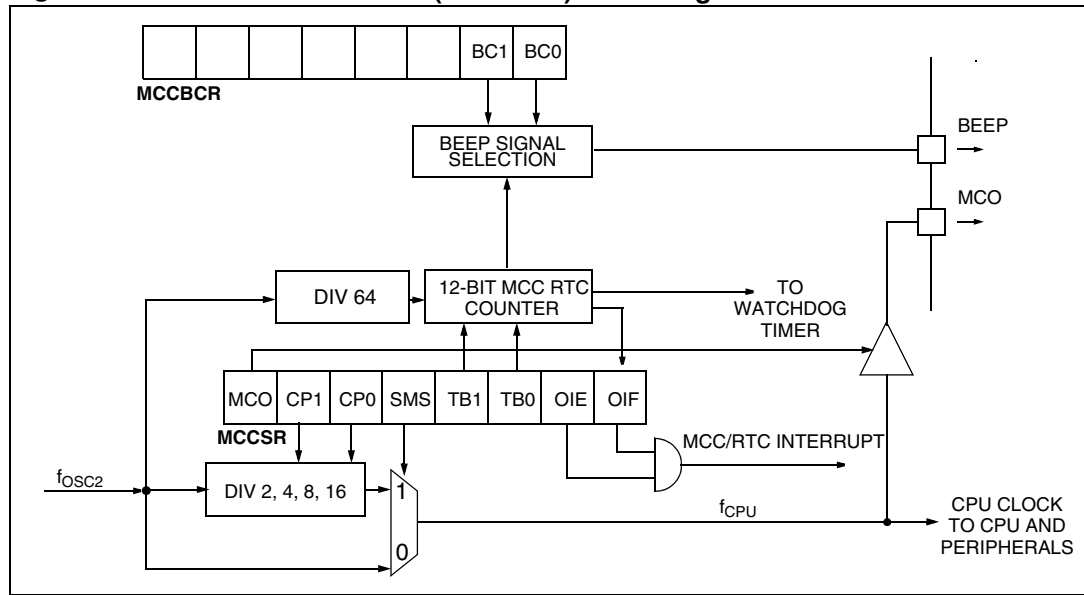 BC1 BC0
MCCBCR
BEEP SIGNAL
SELECTION
BEEP
MCO
DIV 64
12-BIT MCC RTC
COUNTER
TO
WATCHDOG
TIMER
MCO CP1 CP0 SMS TB1 TB0 OIE OIF
MCCSR
MCC/RTC INTERRUPT
fOSC2
DIV 2, 4, 8, 16
1
0
fCPU
CPU CLOCK
TO CPU AND
PERIPHERALS